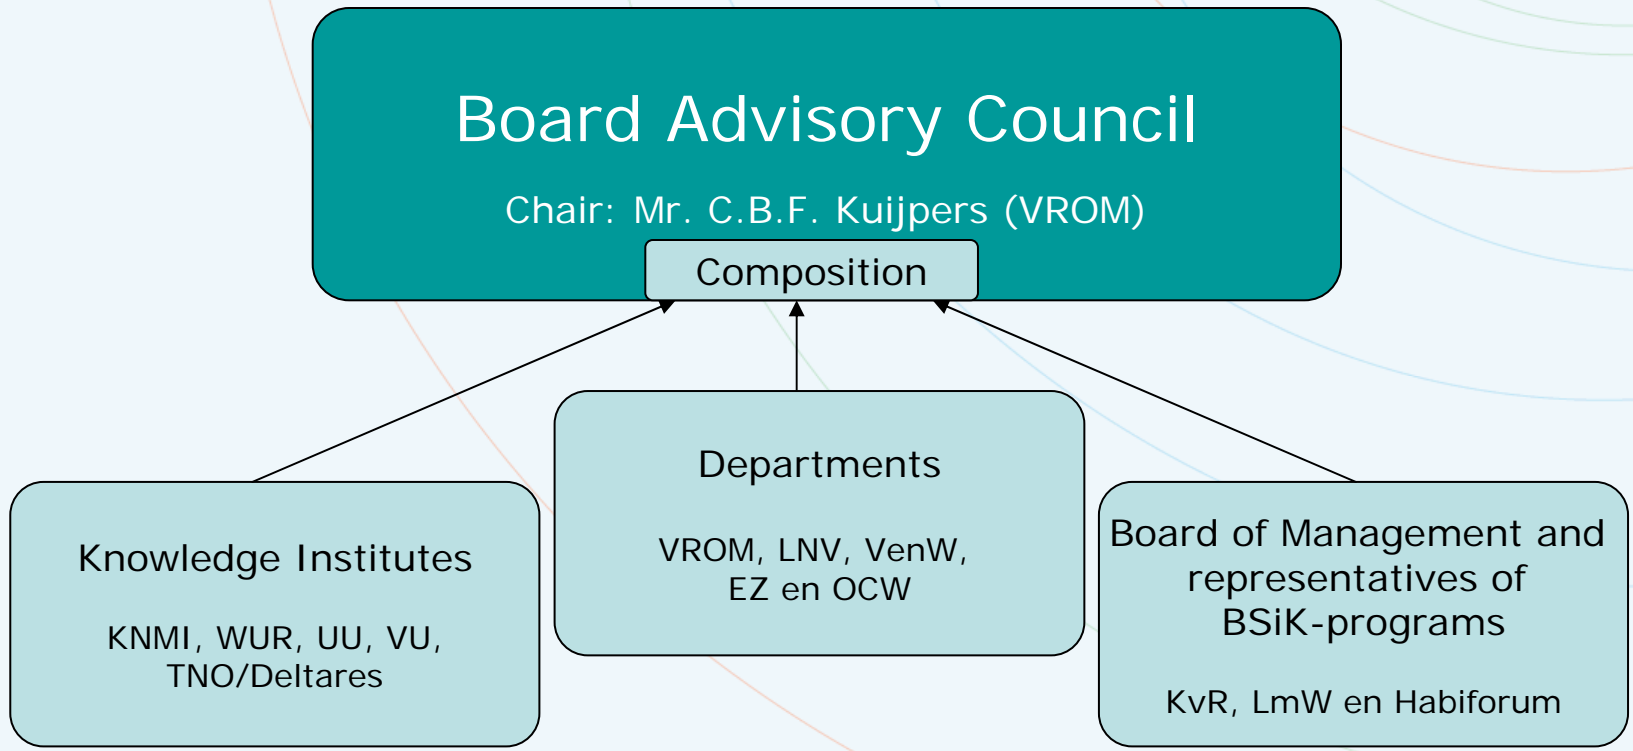 Board Advisory Council
Chair: Mr. C.B.F. Kuijpers (VROM)
Composition
Knowledge Institutes
KNMI, WUR, UU, VU,
TNO/Deltares
Departments
VROM, LNV, VenW,
EZ en OCW
Board of Management and
representatives of
BSiK-programs
KvR, LmW en Habiforum